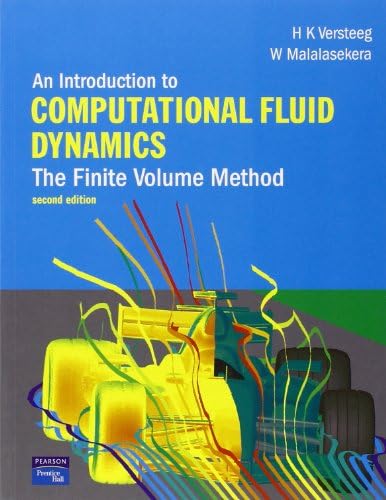 H K Versteeg
W Malalasekera
An Introduction to
COMPUTATIONAL FLUID
DYNAMICS
The Finite Volume Method
second edition
PEARSON
Prentice
Hall